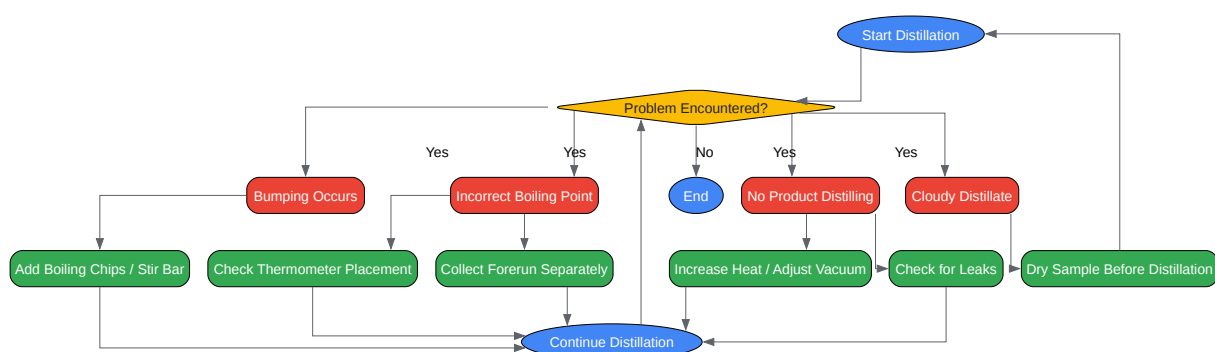 Start Distillation
Problem Encountered?
Yes
Yes
No
Yes
Yes
Bumping Occurs
Incorrect Boiling Point
End
No Product Distilling
Cloudy Distillate
Add Boiling Chips / Stir Bar
Check Thermometer Placement
Collect Forerun Separately
Increase Heat / Adjust Vacuum
Check for Leaks
Dry Sample Before Distillation
Continue Distillation